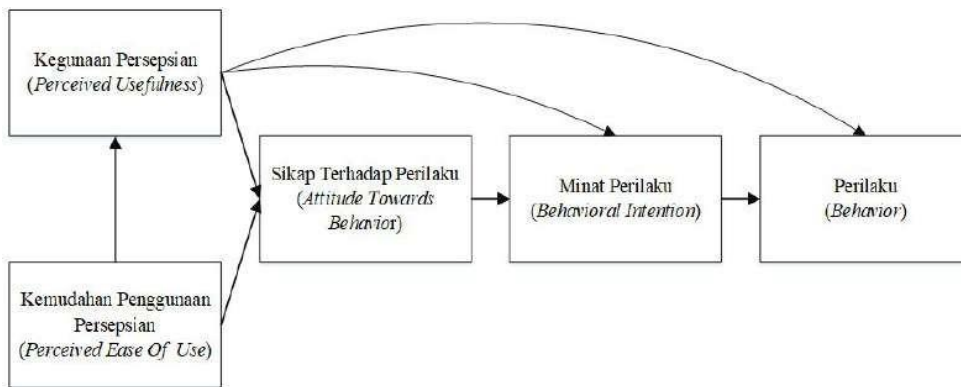 Kegunaan Persepsian
(Perceived Usefulness)
Sikap Terhadap Perilaku
(Attitude Towards
Behavior)
Minat Perilaku
(Behavioral Intention)
Perilaku
(Behavior)
Kemudahan Penggunaan
Persepsian
(Perceived Ease Of Use)